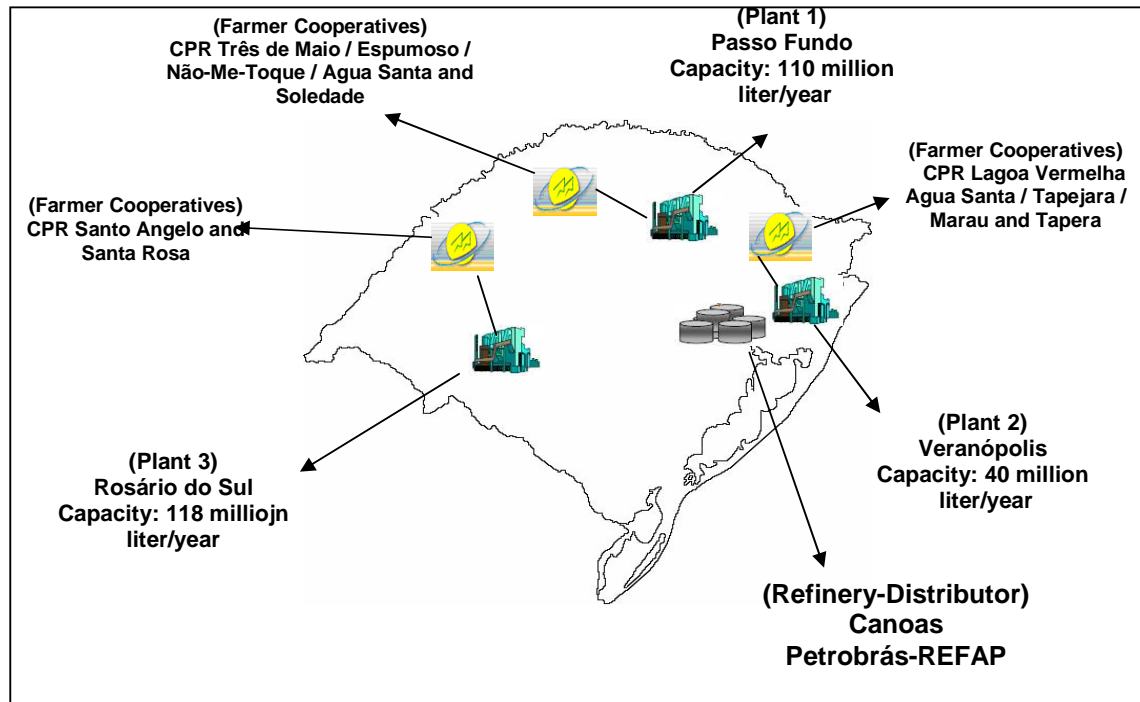 (Farmer Cooperatives)
CPR Três de Maio / Espumoso /
Não-Me-Toque / Agua Santa and
Soledade
(Plant 1)
Passo Fundo
Capacity: 110 million
liter/year
(Farmer Cooperatives)
CPR Lagoa Vermelha
Agua Santa / Tapejara /
Marau and Tapera
(Farmer Cooperatives)
CPR Santo Angelo and
Santa Rosa
(Plant 3)
Rosário do Sul
Capacity: 118 milliojn
liter/year
(Plant 2)
Veranópolis
Capacity: 40 million
liter/year
(Refinery-Distributor)
Canoas
Petrobrás-REFAP